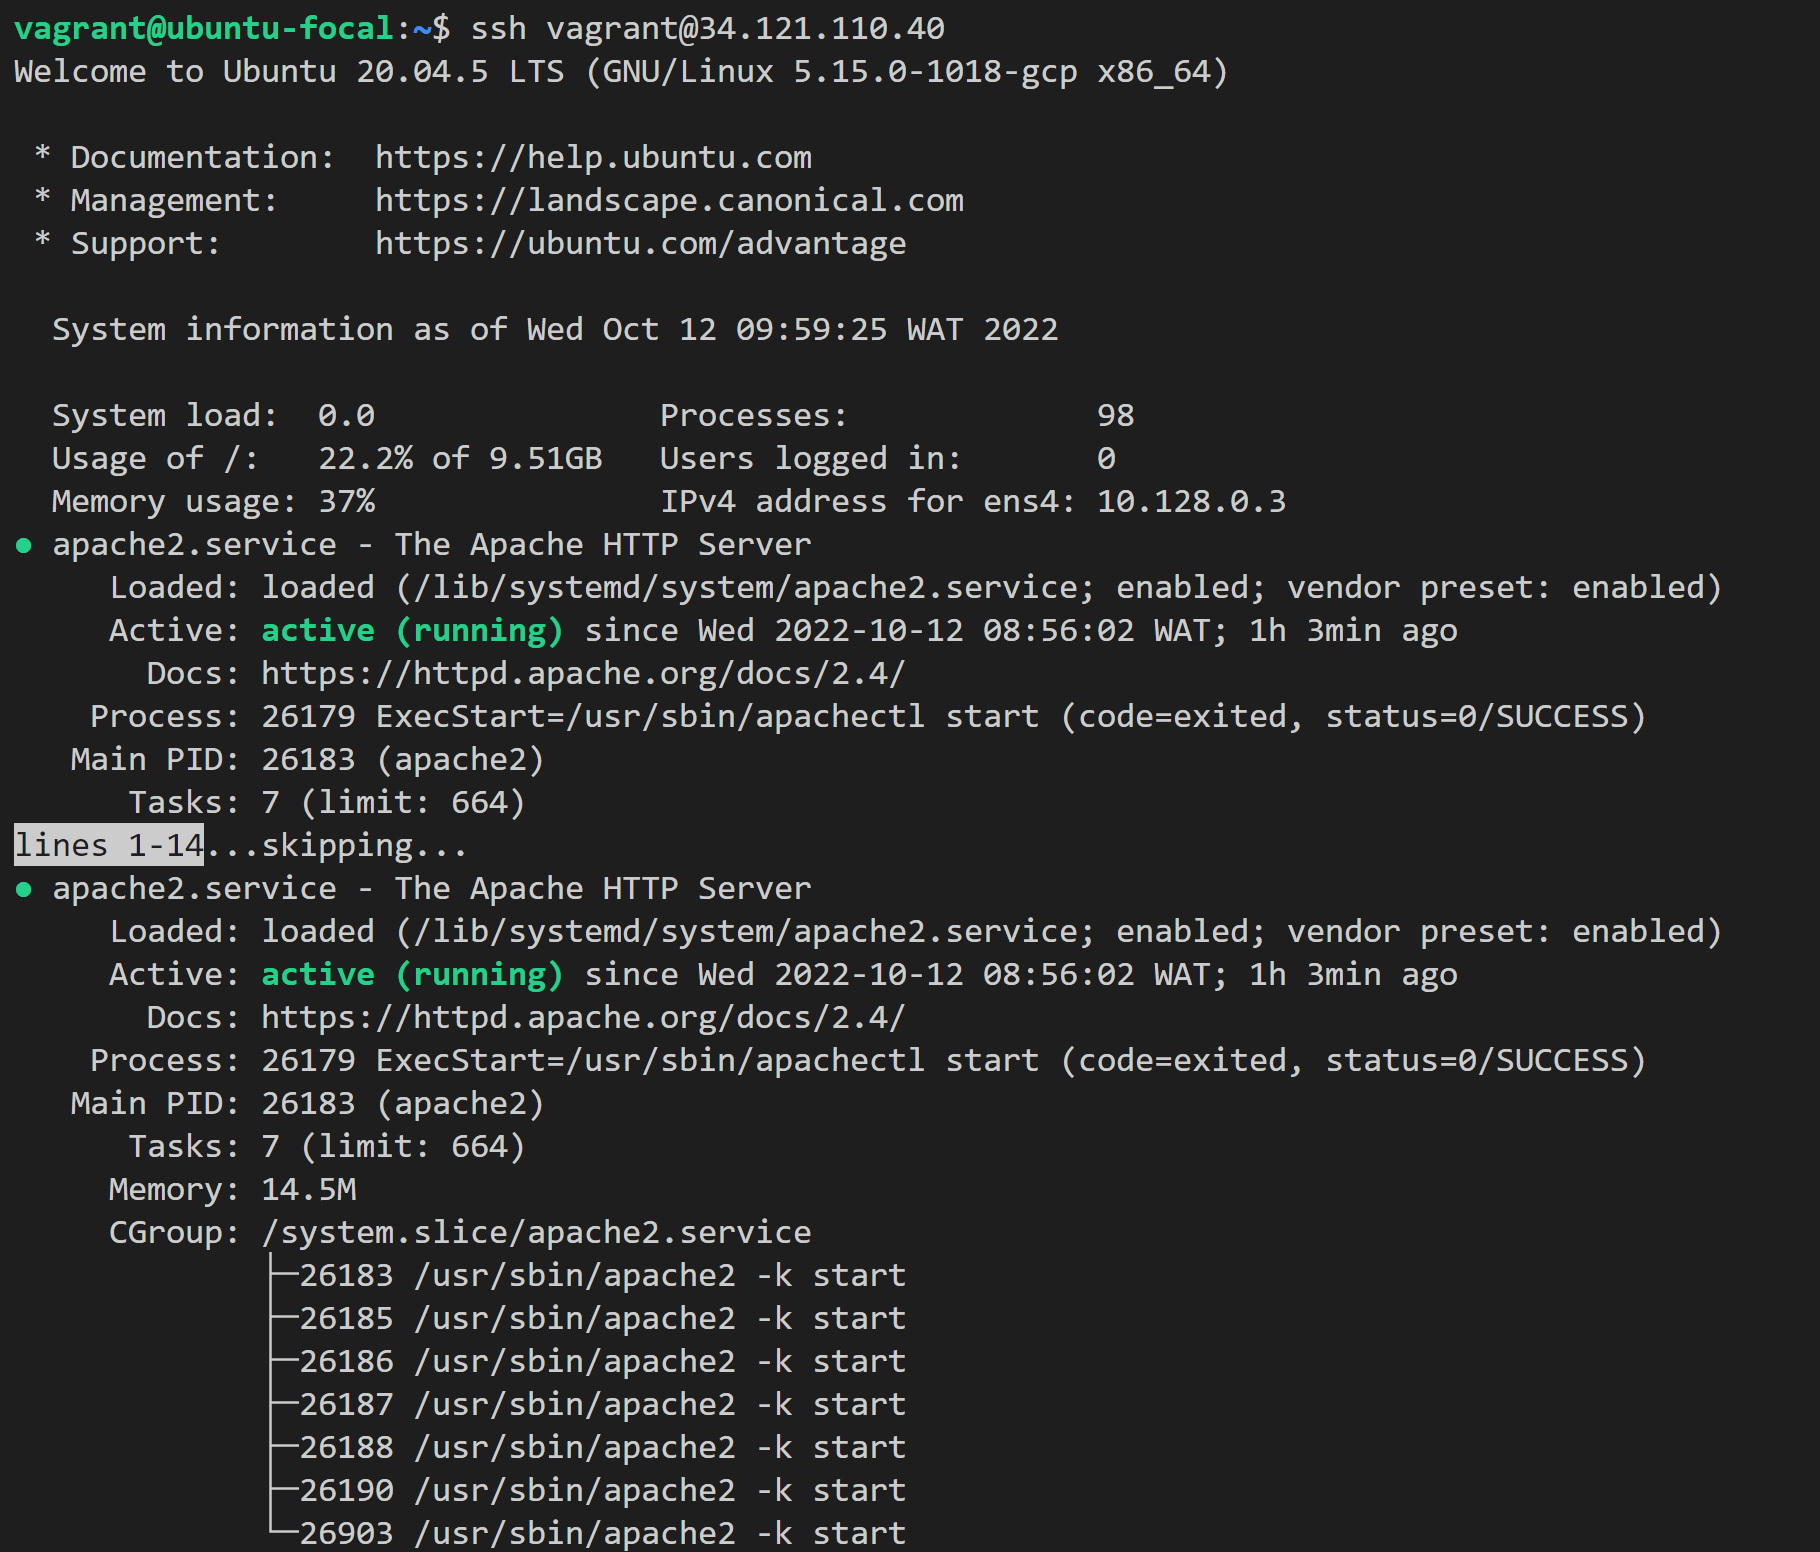 vagrant@ubuntu-focal:~$ ssh vagrant@34.121.110.40
Welcome to Ubuntu 20.04.5 LTS (GNU/Linux 5.15.0-1018-gcp x86_64)

 * Documentation:  https://help.ubuntu.com
 * Management:     https://landscape.canonical.com
 * Support:        https://ubuntu.com/advantage

  System information as of Wed Oct 12 09:59:25 WAT 2022

  System load:  0.0               Processes:             98
  Usage of /:   22.2% of 9.51GB   Users logged in:       0
  Memory usage: 37%               IPv4 address for ens4: 10.128.0.3
● apache2.service - The Apache HTTP Server
     Loaded: loaded (/lib/systemd/system/apache2.service; enabled; vendor preset: enabled)
     Active: active (running) since Wed 2022-10-12 08:56:02 WAT; 1h 3min ago
       Docs: https://httpd.apache.org/docs/2.4/
    Process: 26179 ExecStart=/usr/sbin/apachectl start (code=exited, status=0/SUCCESS)
   Main PID: 26183 (apache2)
      Tasks: 7 (limit: 664)
lines 1-14...skipping...
● apache2.service - The Apache HTTP Server
     Loaded: loaded (/lib/systemd/system/apache2.service; enabled; vendor preset: enabled)
     Active: active (running) since Wed 2022-10-12 08:56:02 WAT; 1h 3min ago
       Docs: https://httpd.apache.org/docs/2.4/
    Process: 26179 ExecStart=/usr/sbin/apachectl start (code=exited, status=0/SUCCESS)
   Main PID: 26183 (apache2)
      Tasks: 7 (limit: 664)
     Memory: 14.5M
     CGroup: /system.slice/apache2.service
             ├─26183 /usr/sbin/apache2 -k start
             ├─26185 /usr/sbin/apache2 -k start
             ├─26186 /usr/sbin/apache2 -k start
             ├─26187 /usr/sbin/apache2 -k start
             ├─26188 /usr/sbin/apache2 -k start
             ├─26190 /usr/sbin/apache2 -k start
             └─26903 /usr/sbin/apache2 -k start